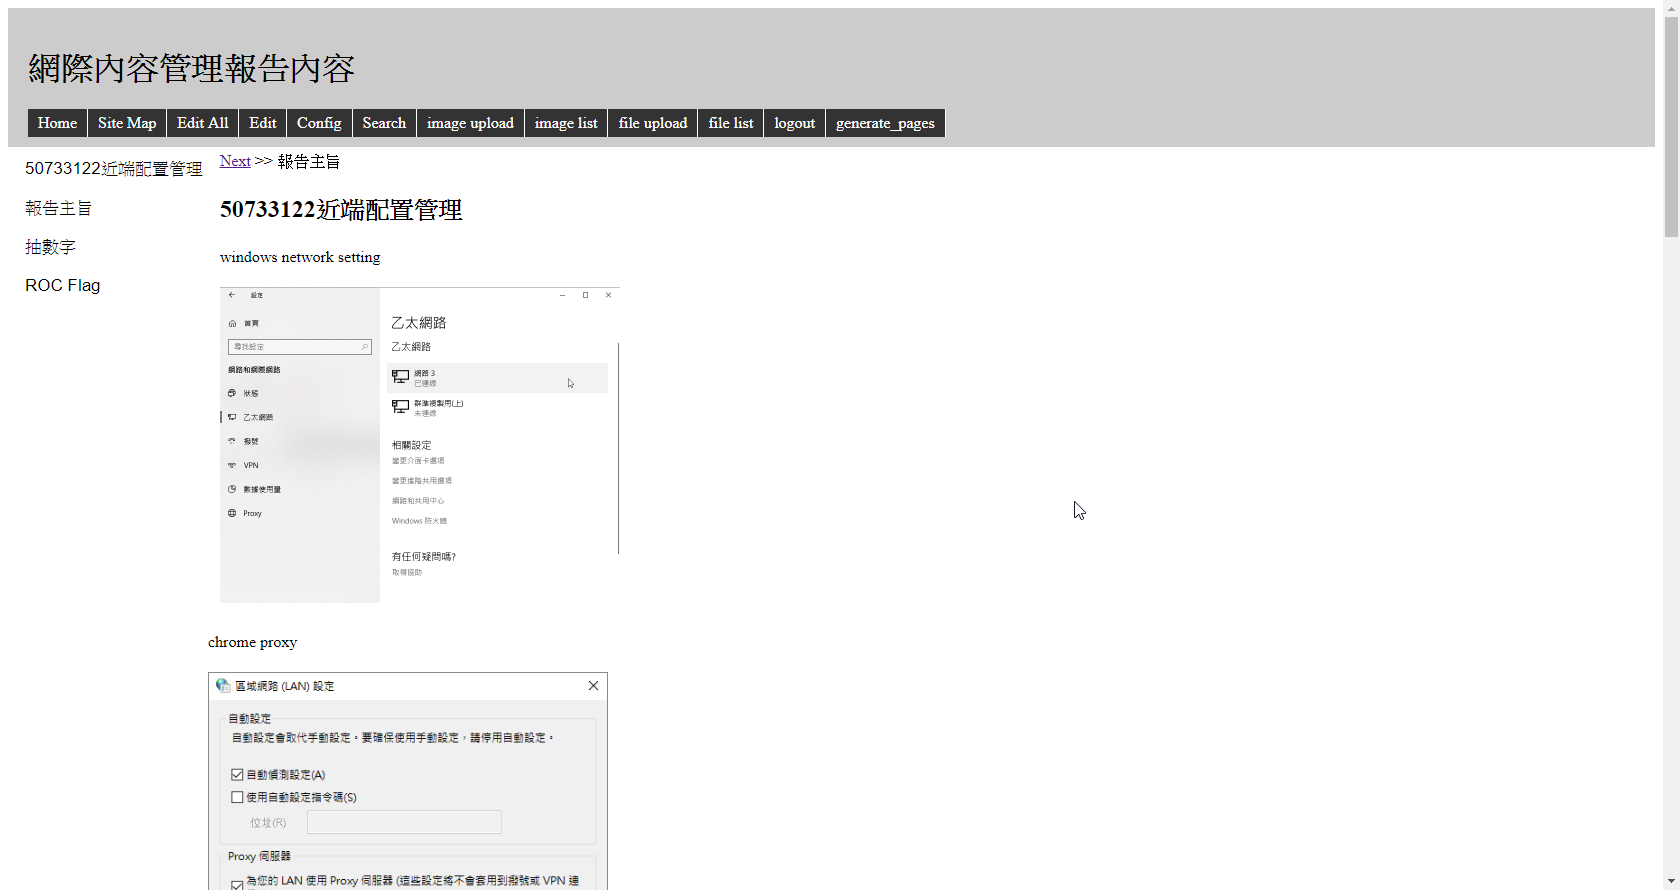 網際內容管理報告內容
Home Site Map Edit All Edit Config Search image upload image list file upload file list logout generate_pages
50733122近端配置管理
報告主旨
抽數字
ROC Flag
Next >> 報告主旨
50733122近端配置管理
windows network setting
設定
首頁
尋找設定
網路和網際網路
狀態
乙太網路
撥號
VPN
數據使用量
Proxy
乙太網路
乙太網路
網路 3
已連線
群準複製用(上)
未連線
相關設定
變更介面卡選項
變更進階共用選項
網路和共用中心
Windows 防火牆
有任何疑問嗎?
取得協助
chrome proxy
區域網路 (LAN) 設定
自動設定
自動設定會取代手動設定。要確保使用手動設定，請停用自動設定。
自動偵測設定(A)
使用自動設定指令碼(S)
位址(R)
Proxy 伺服器
為您的 LAN 使用 Proxy 伺服器 (這些設定將不會套用到撥號或 VPN 連